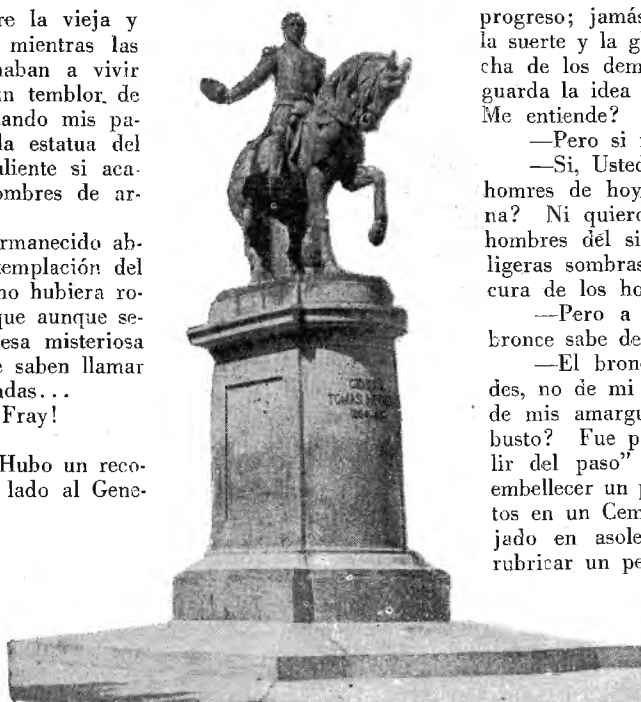 re la vieja y
mientras las
naban a vivir
n temblor. de
ando mis pa-
la estatua del
aliente si aca-
ombres de ar-
rmanecido ab-
templación del
no hubiera ro-
que aunque se-
esa misteriosa
e saben llamar
adas...
Fray!
Hubo un reco-
lado al Gene-
GENERAL
TOMAS HERRERA
progreso; jamás
la suerte y la gl
cha de los dem
guarda la idea
Me entiende?
—Pero si
—Si, Usted
homres de hoy
na? Ni quiero
hombres del si
ligeras sombras
cura de los ho
—Pero a
bronce sabe de
—El bron
des, no de mi
de mis amargu
busto? Fue p
lir del paso"
embellecer un p
tos en un Cem
jado en asole
rubricar un pe